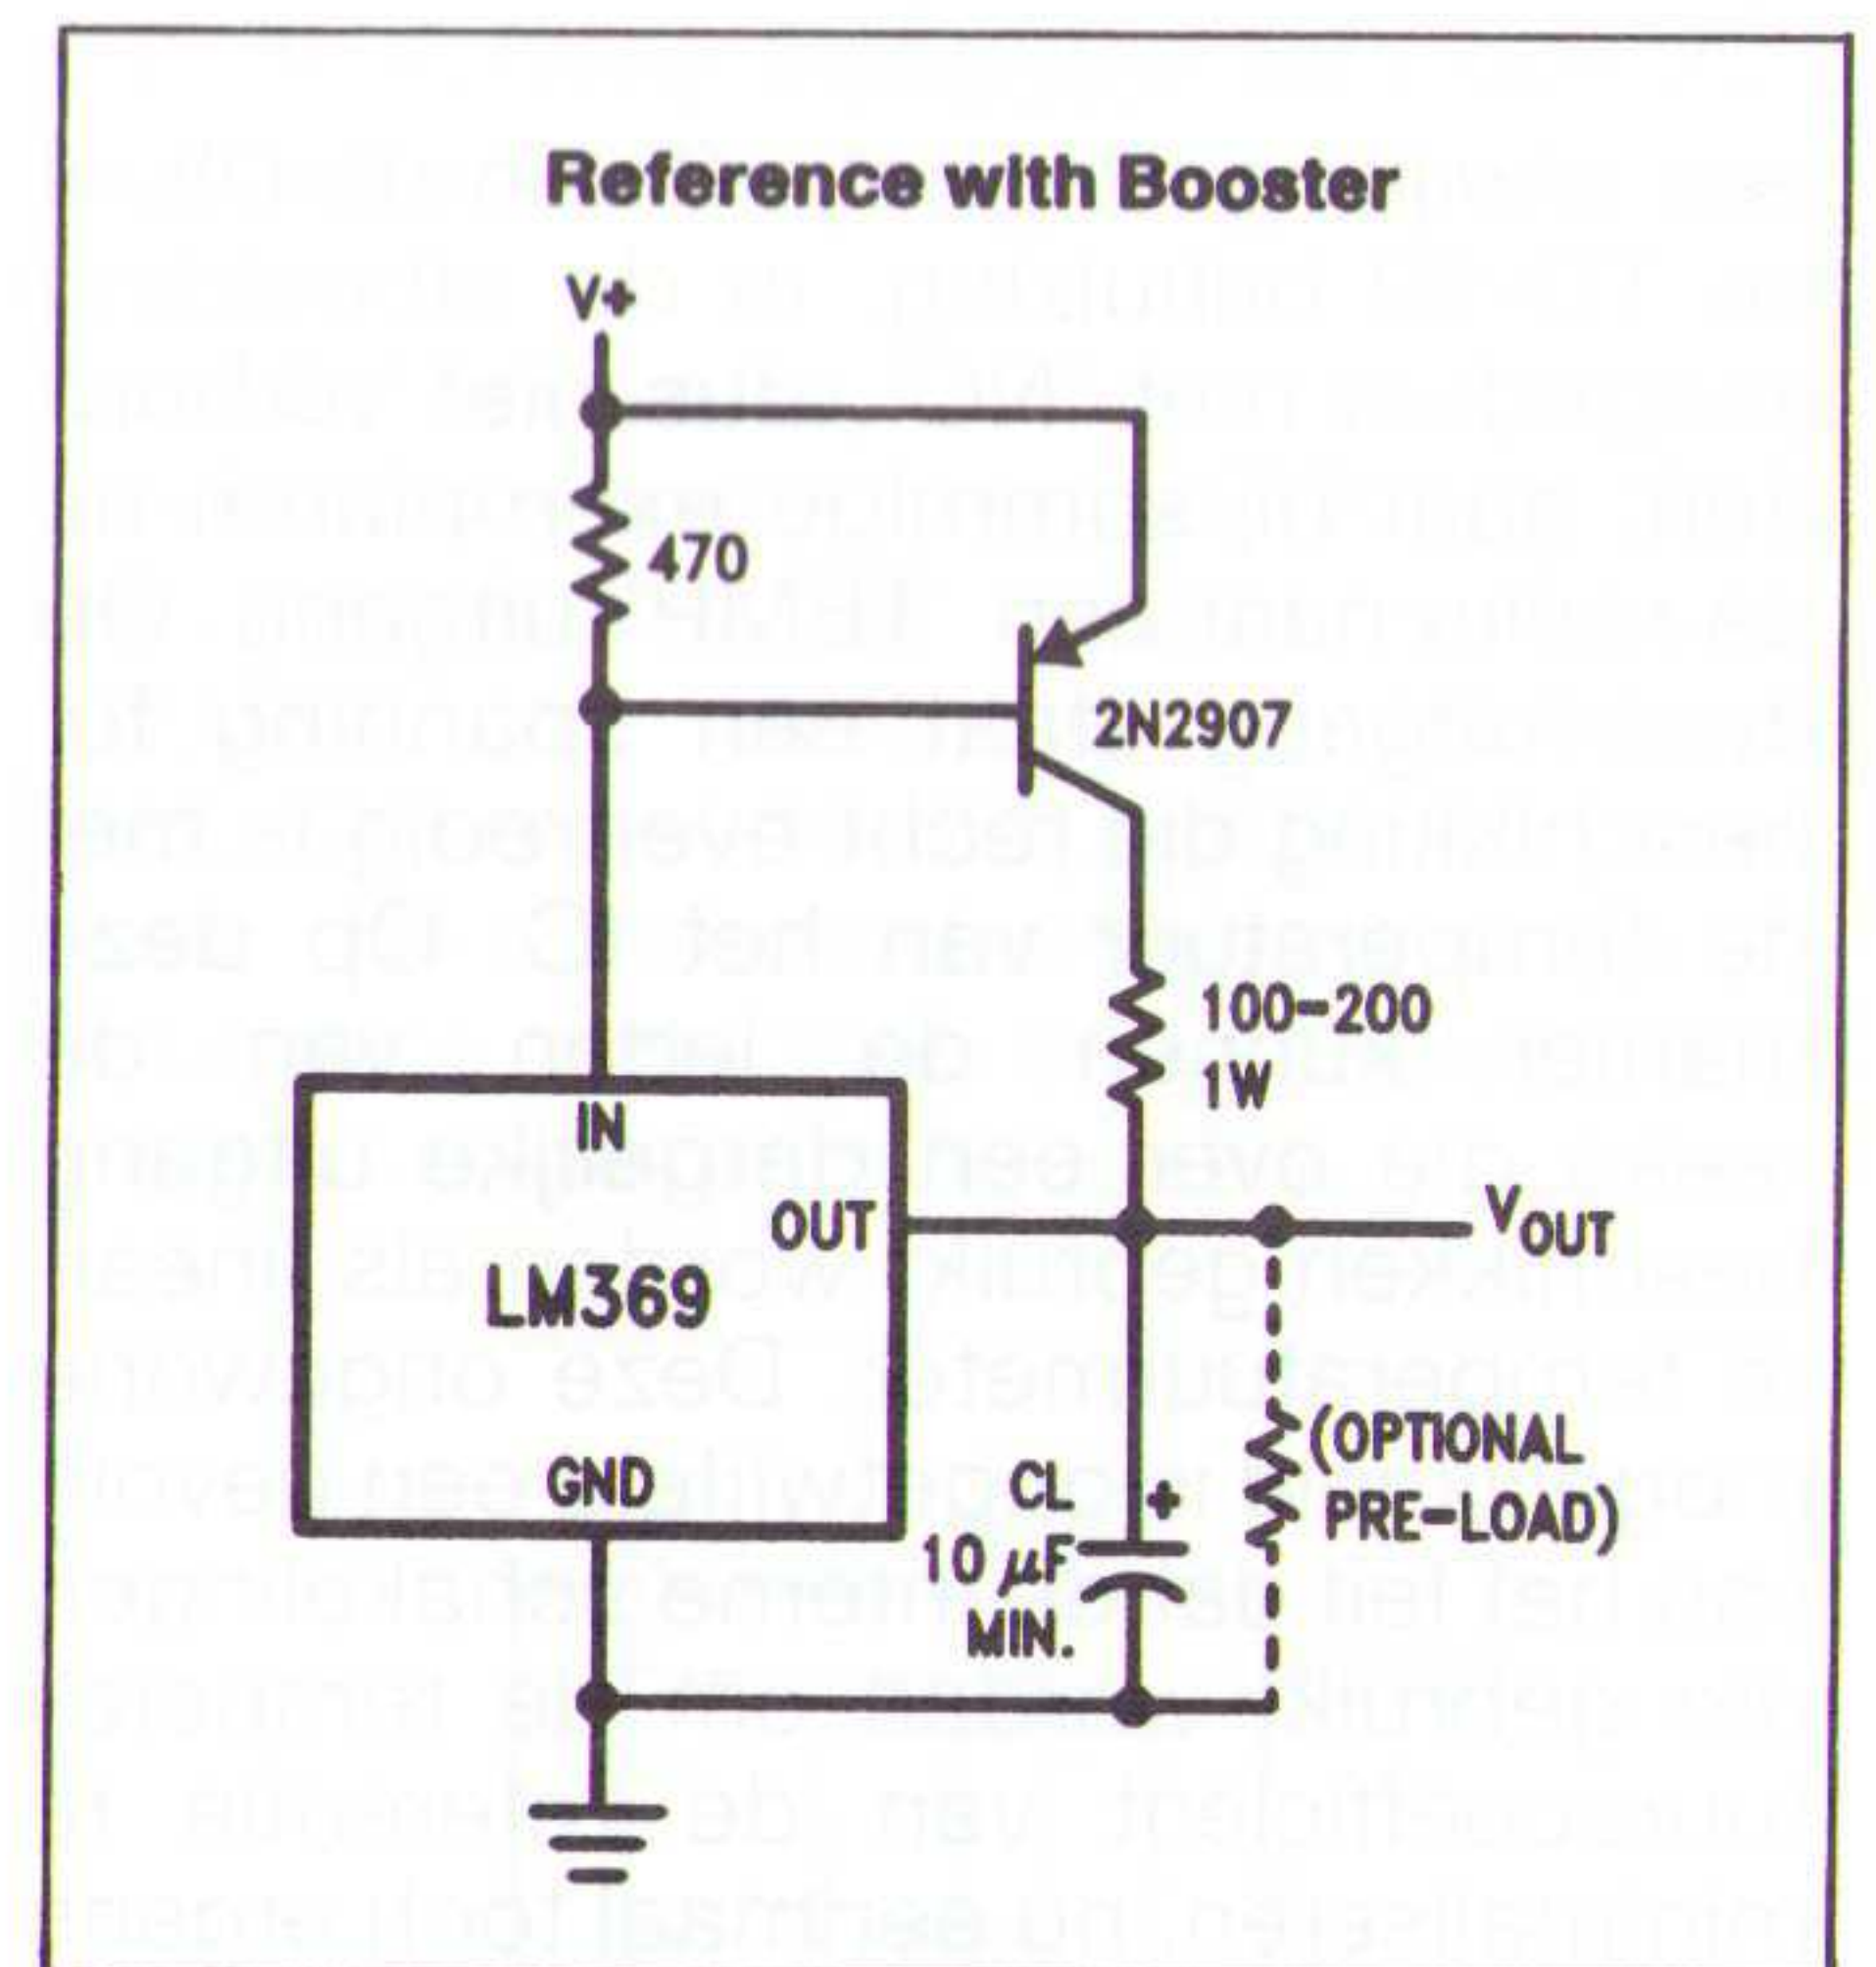 Reference with Booster
V+
470
2N2907
100-200
1W
IN
OUT
VOUT
LM369
GND
CL
+
10 μF
MIN.
(OPTIONAL
PRE-LOAD)